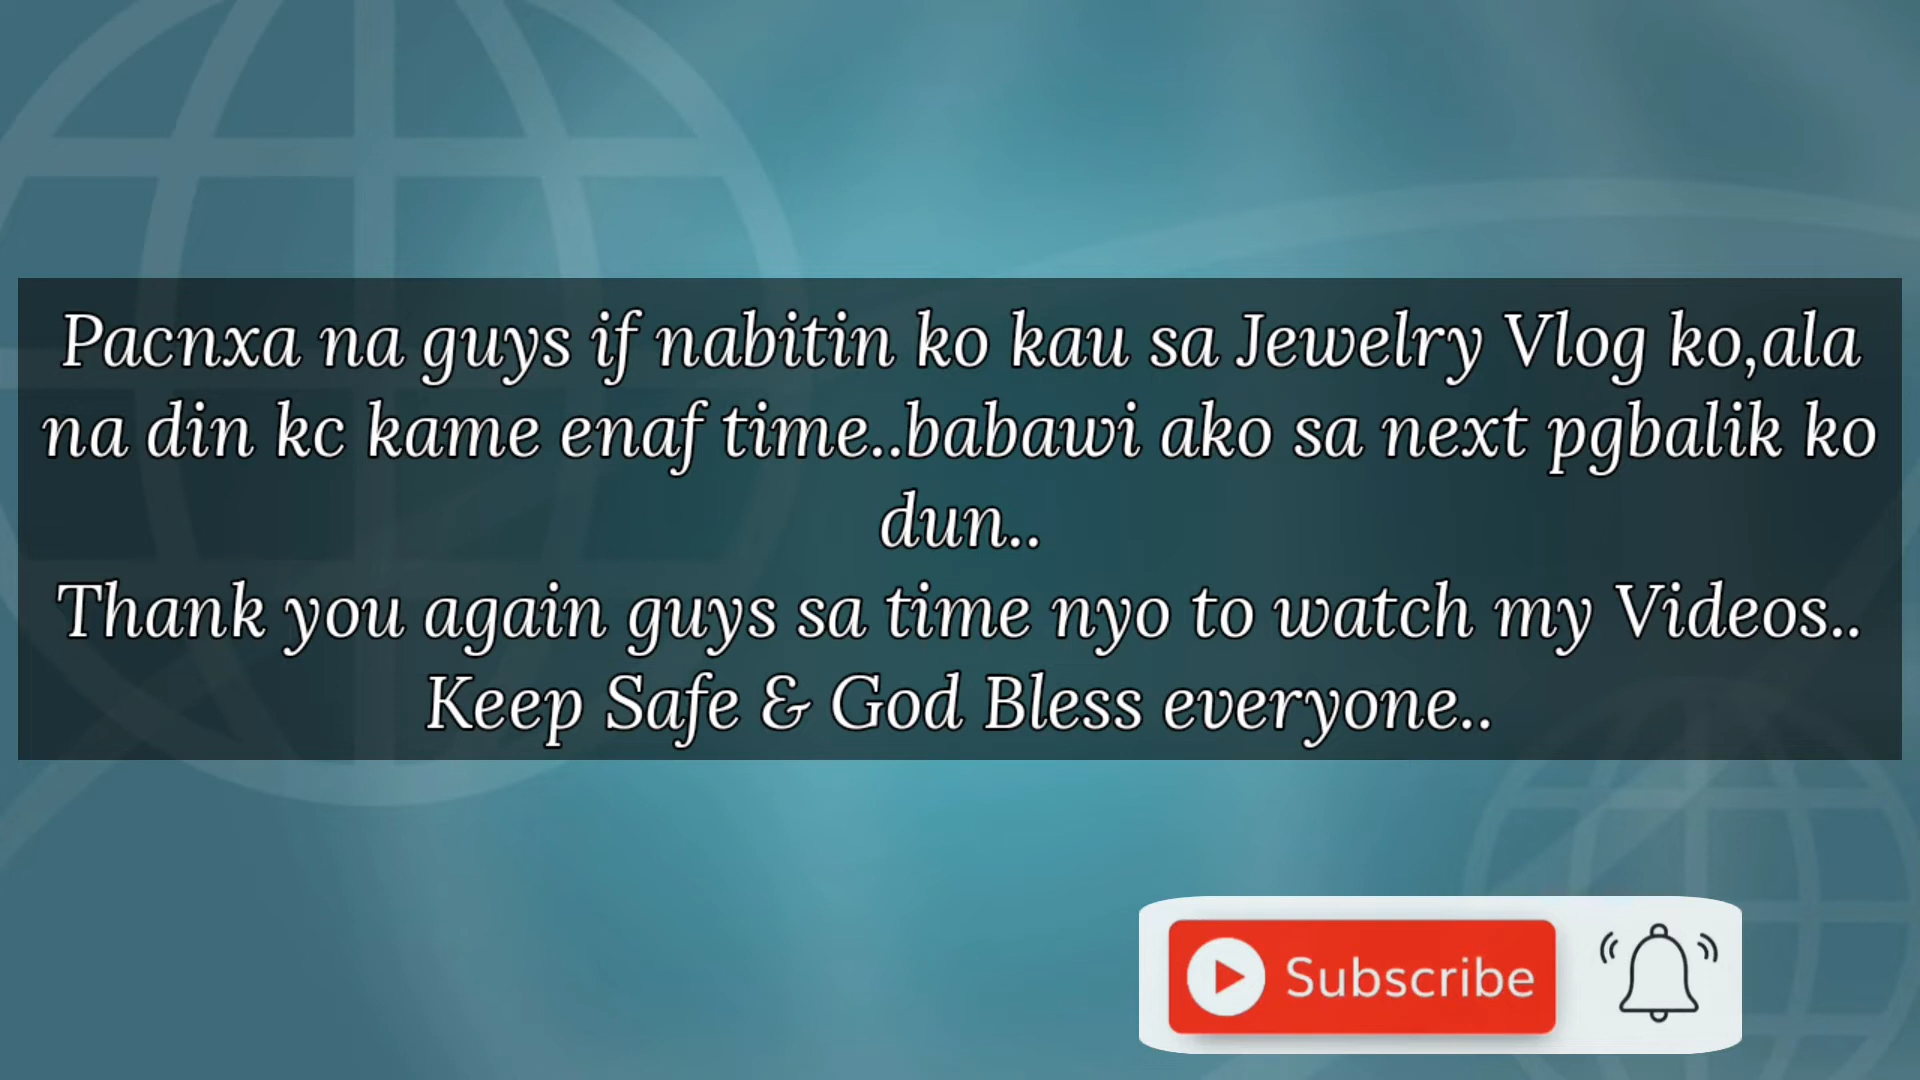 Pacnxa na guys if nabitin ko kau sa Jewelry Vlog ko,ala
na din kc kame enaf time..babawi ako sa next pgbalik ko
dun..
Thank you again guys sa time nyo to watch my Videos..
Keep Safe & God Bless everyone..
Subscribe